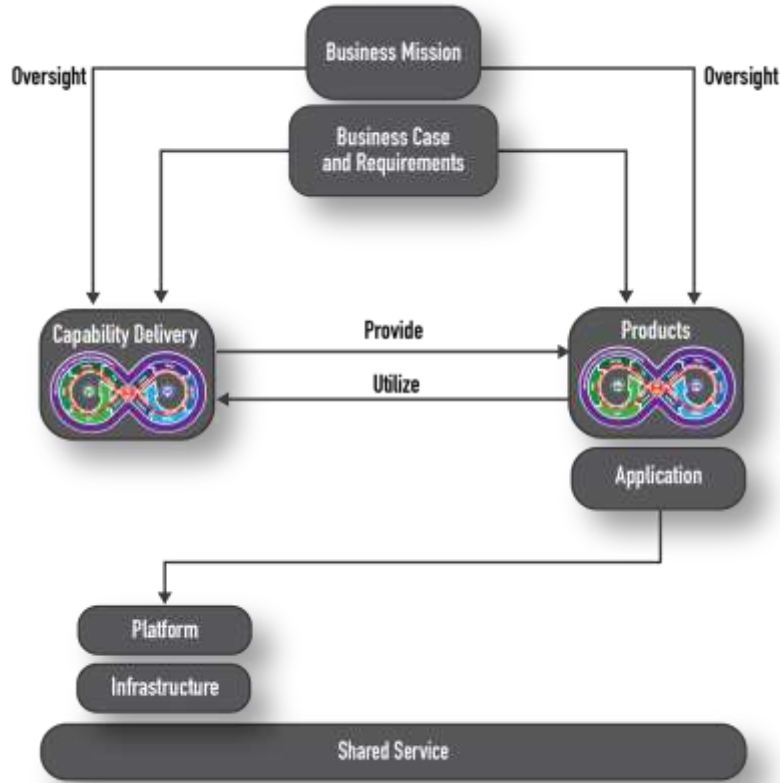 Business Mission
Oversight
Oversight
Business Case
and Requirements
Capability Delivery
Provide
Products
Utilize
Application
Platform
Infrastructure
Shared Service